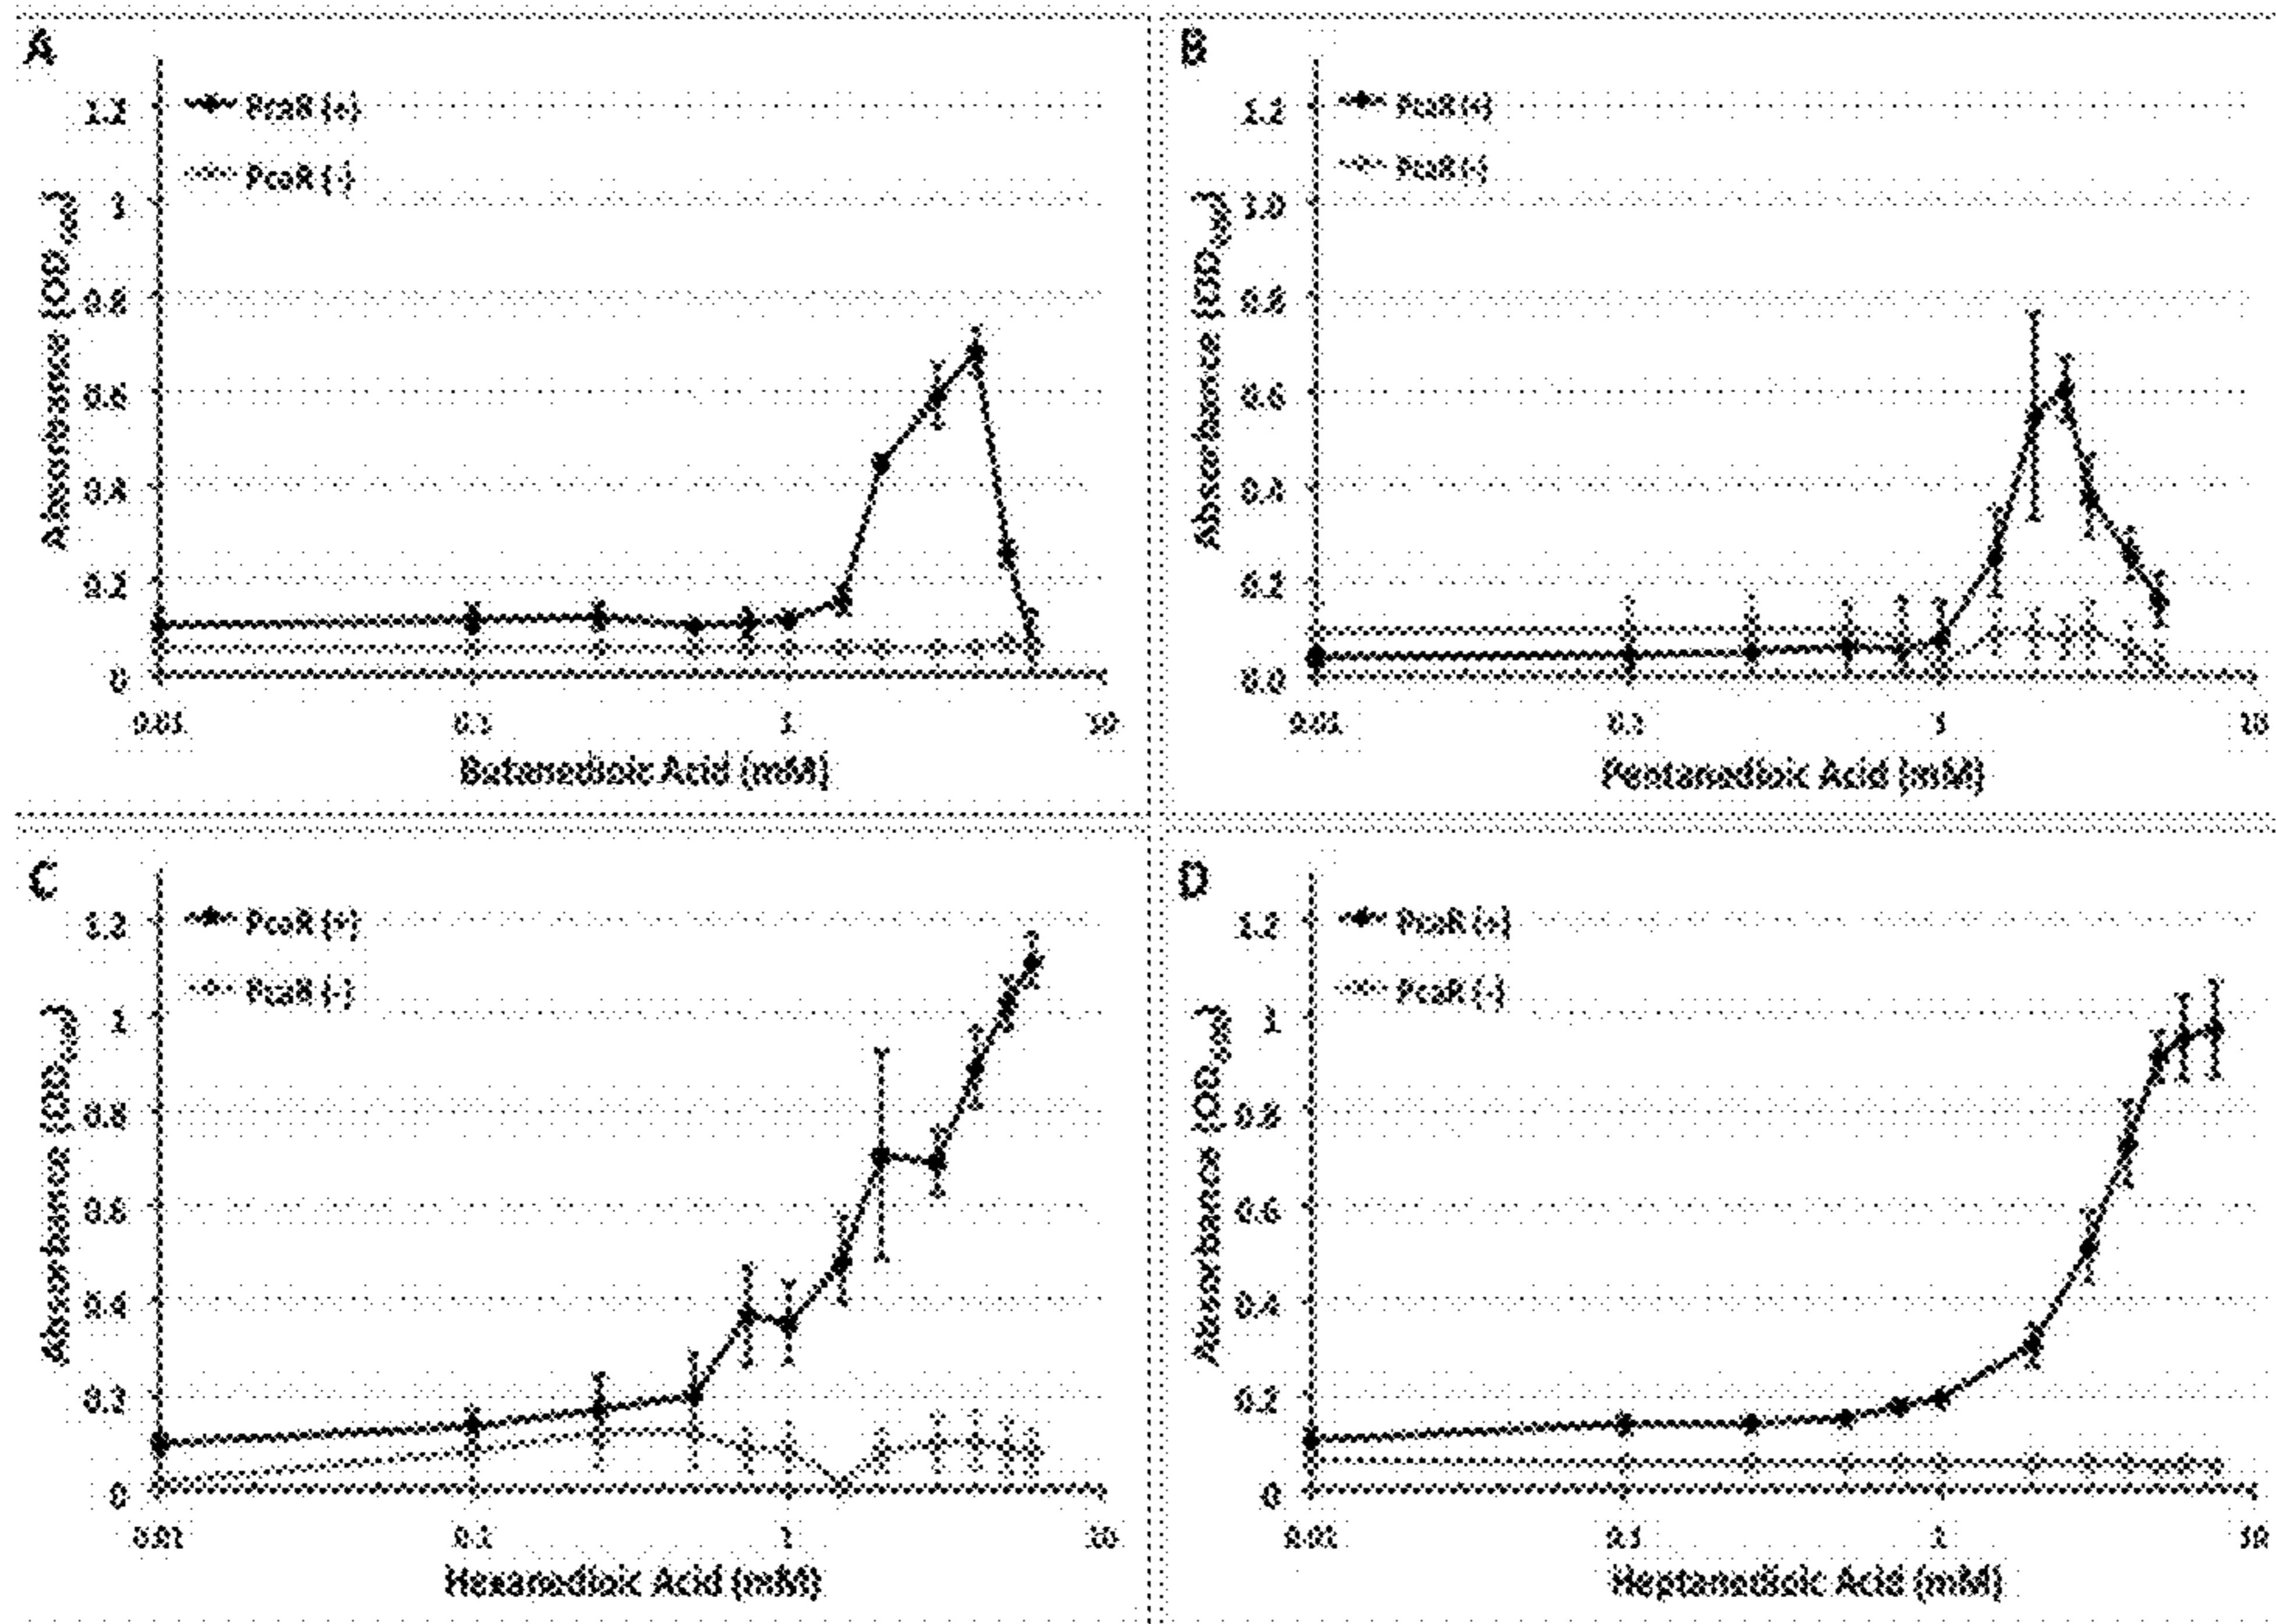 A
PcaR (+)
PcaR (-)
1.2
1
0.8
0.6
0.4
0.2
0
Absorbance (OD
0.01
0.1
1
10
Butanedioic Acid (mM)
B
PcaR (+)
PcaR (-)
1.2
1.0
0.8
0.6
0.4
0.2
0.0
Absorbance (OD
0.01
0.1
1
10
Pentanedioic Acid (mM)
C
PcaR (+)
PcaR (-)
1.2
1
0.8
0.6
0.4
0.2
0
Absorbance (OD
0.01
0.1
1
10
Hexanedioic Acid (mM)
D
PcaR (+)
PcaR (-)
1.2
1
0.8
0.6
0.4
0.2
0
Absorbance (OD
0.01
0.1
1
10
Heptanedioic Acid (mM)